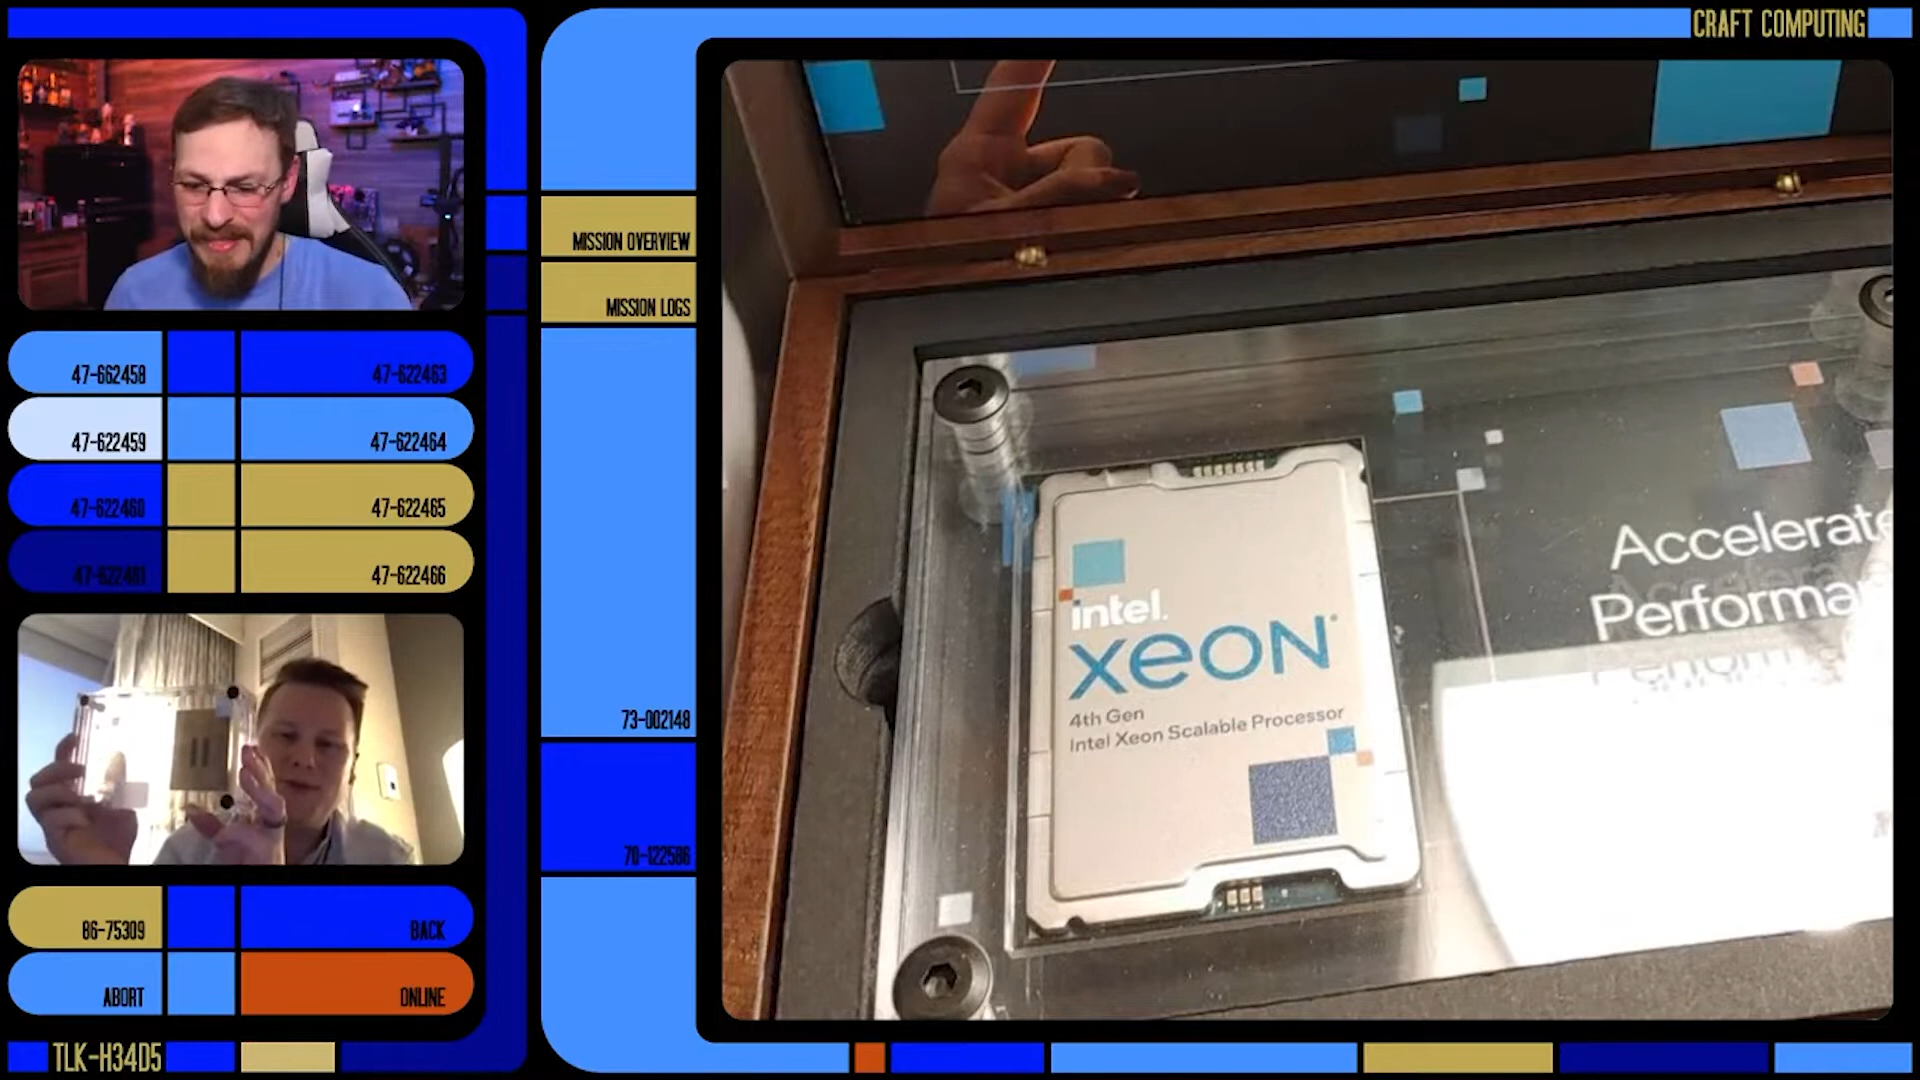 CRAFT COMPUTING
MISSION OVERVIEW
MISSION LOGS
47-662458
47-622463
47-622459
47-622464
47-622460
47-622465
47-622461
47-622466
73-002148
70-122586
86-75309
BACK
ABORT
ONLINE
TLK-H34D5
intel.
XEON
4th Gen
Intel Xeon Scalable Processor
Accelerate
Performa